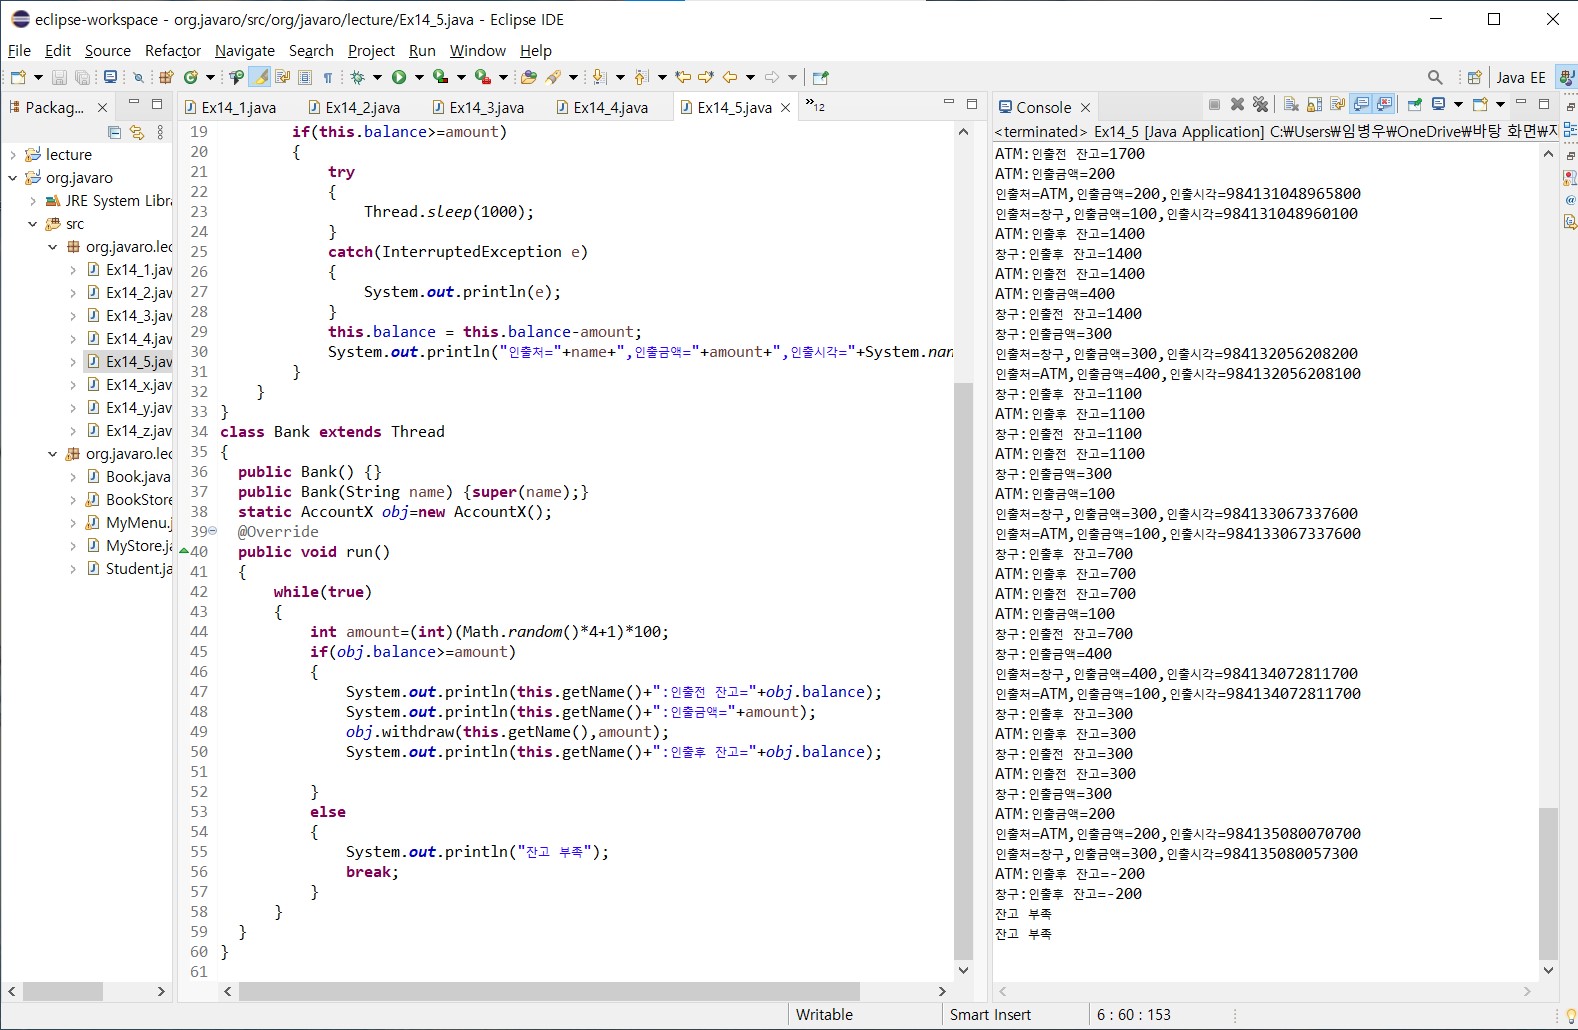 eclipse-workspace - org.javaro/src/org/javaro/lecture/Ex14_5.java - Eclipse IDE
File Edit Source Refactor Navigate Search Project Run Window Help
Java EE
Packag...
lecture
org.javaro
JRE System Libra
src
org.javaro.lec
Ex14_1.jav
Ex14_2.jav
Ex14_3.jav
Ex14_4.jav
Ex14_5.jav
Ex14_x.jav
Ex14_y.jav
Ex14_z.jav
org.javaro.lec
Book.java
BookStore
MyMenu.j
MyStore.ja
Student.ja
Ex14_1.java Ex14_2.java Ex14_3.java Ex14_4.java Ex14_5.java »12
19 if(this.balance>=amount)
20 {
21 try
22 {
23 Thread.sleep(1000);
24 }
25 catch(InterruptedException e)
26 {
27 System.out.println(e);
28 }
29 this.balance = this.balance-amount;
30 System.out.println("인출처="+name+",인출금액="+amount+",인출시각="+System.nan
31 }
32 }
33 }
34 class Bank extends Thread
35 {
36 public Bank() {}
37 public Bank(String name) {super(name);}
38 static AccountX obj=new AccountX();
39 @Override
40 public void run()
41 {
42 while(true)
43 {
44 int amount=(int)(Math.random()*4+1)*100;
45 if(obj.balance>=amount)
46 {
47 System.out.println(this.getName()+":인출전 잔고="+obj.balance);
48 System.out.println(this.getName()+":인출금액="+amount);
49 obj.withdraw(this.getName(),amount);
50 System.out.println(this.getName()+":인출후 잔고="+obj.balance);
51
52 }
53 else
54 {
55 System.out.println("잔고 부족");
56 break;
57 }
58 }
59 }
60 }
61
Console
<terminated> Ex14_5 [Java Application] C:₩Users₩임병우₩OneDrive₩바탕 화면₩
ATM:인출전 잔고=1700
ATM:인출금액=200
인출처=ATM,인출금액=200,인출시각=984131048965800
인출처=창구,인출금액=100,인출시각=984131048960100
ATM:인출후 잔고=1400
창구:인출후 잔고=1400
ATM:인출전 잔고=1400
ATM:인출금액=400
창구:인출전 잔고=1400
창구:인출금액=300
인출처=창구,인출금액=300,인출시각=984132056208200
인출처=ATM,인출금액=400,인출시각=984132056208100
창구:인출후 잔고=1100
ATM:인출후 잔고=1100
창구:인출전 잔고=1100
ATM:인출전 잔고=1100
창구:인출금액=300
ATM:인출금액=100
인출처=창구,인출금액=300,인출시각=984133067337600
인출처=ATM,인출금액=100,인출시각=984133067337600
창구:인출후 잔고=700
ATM:인출후 잔고=700
ATM:인출전 잔고=700
ATM:인출금액=100
창구:인출전 잔고=700
창구:인출금액=400
인출처=창구,인출금액=400,인출시각=984134072811700
인출처=ATM,인출금액=100,인출시각=984134072811700
창구:인출후 잔고=300
ATM:인출후 잔고=300
창구:인출전 잔고=300
ATM:인출전 잔고=300
창구:인출금액=300
ATM:인출금액=200
인출처=ATM,인출금액=200,인출시각=984135080070700
인출처=창구,인출금액=300,인출시각=984135080057300
ATM:인출후 잔고=-200
창구:인출후 잔고=-200
잔고 부족
잔고 부족
Writable Smart Insert 6 : 60 : 153